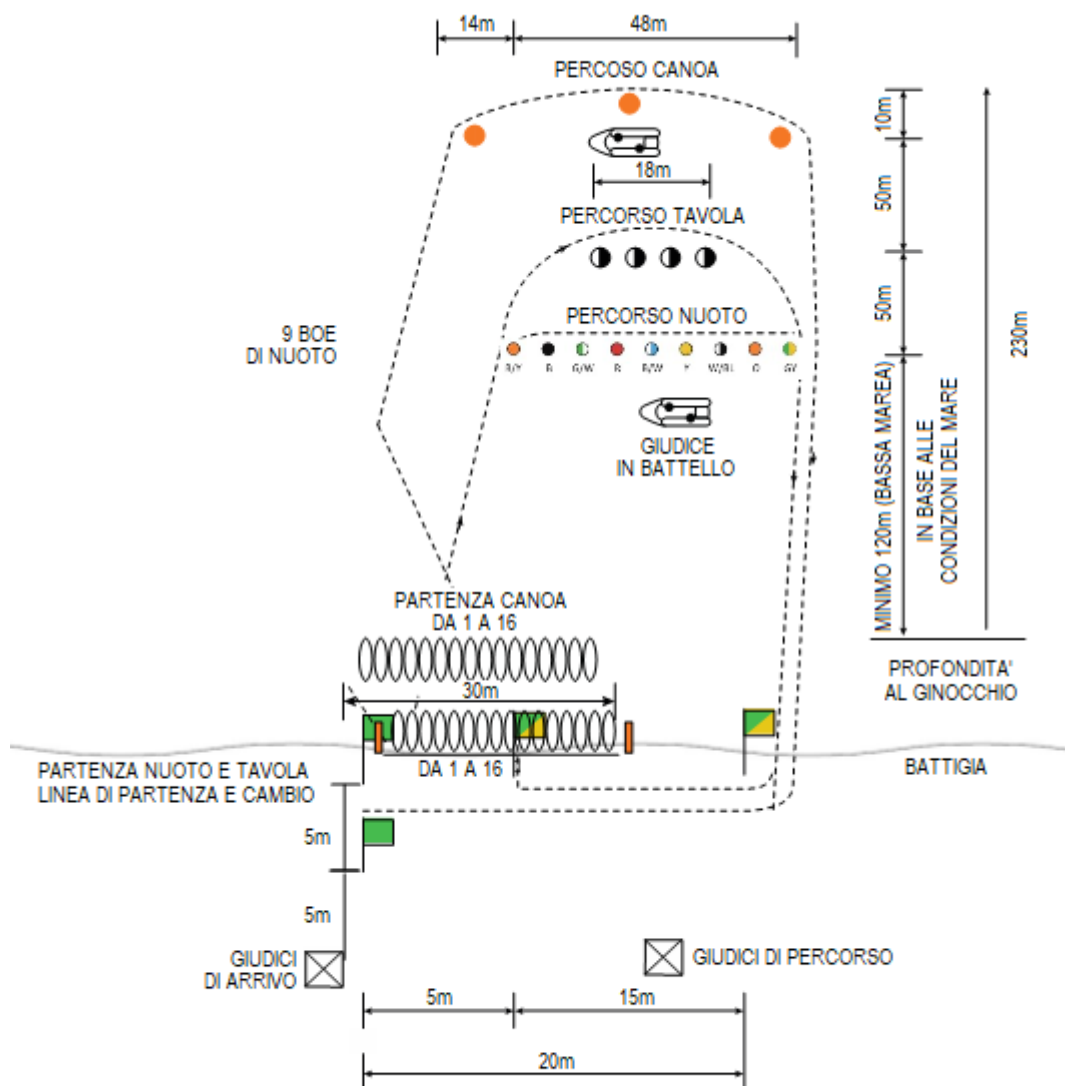 14m
48m
PERCOSO CANOA
10m
18m
50m
PERCORSO TAVOLA
50m
230m
9 BOE
DI NUOTO
PERCORSO NUOTO
R/Y B G/W R B/W Y W/BL O GY
GIUDICE
IN BATTELLO
MINIMO 120m (BASSA MAREA)
IN BASE ALLE
CONDIZIONI DEL MARE
PARTENZA CANOA
DA 1 A 16
30m
PROFONDITA'
AL GINOCCHIO
PARTENZA NUOTO E TAVOLA
LINEA DI PARTENZA E CAMBIO
DA 1 A 16
BATTIGIA
5m
5m
GIUDICI
DI ARRIVO
GIUDICI DI PERCORSO
5m
15m
20m